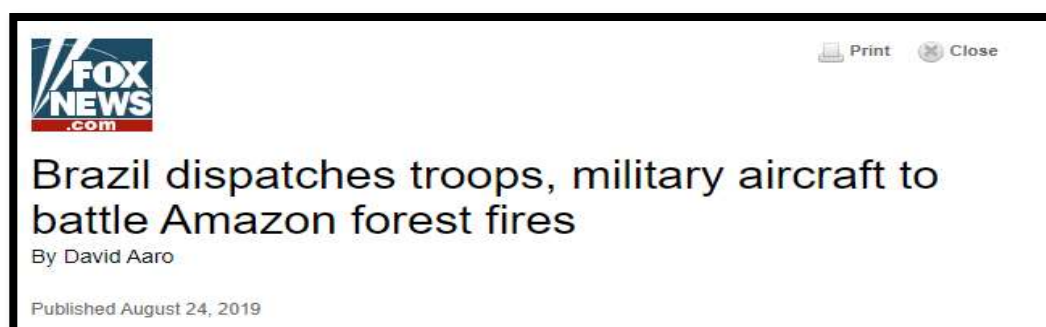 FOX
NEWS
.com
Print Close
Brazil dispatches troops, military aircraft to
battle Amazon forest fires
By David Aaro
Published August 24, 2019